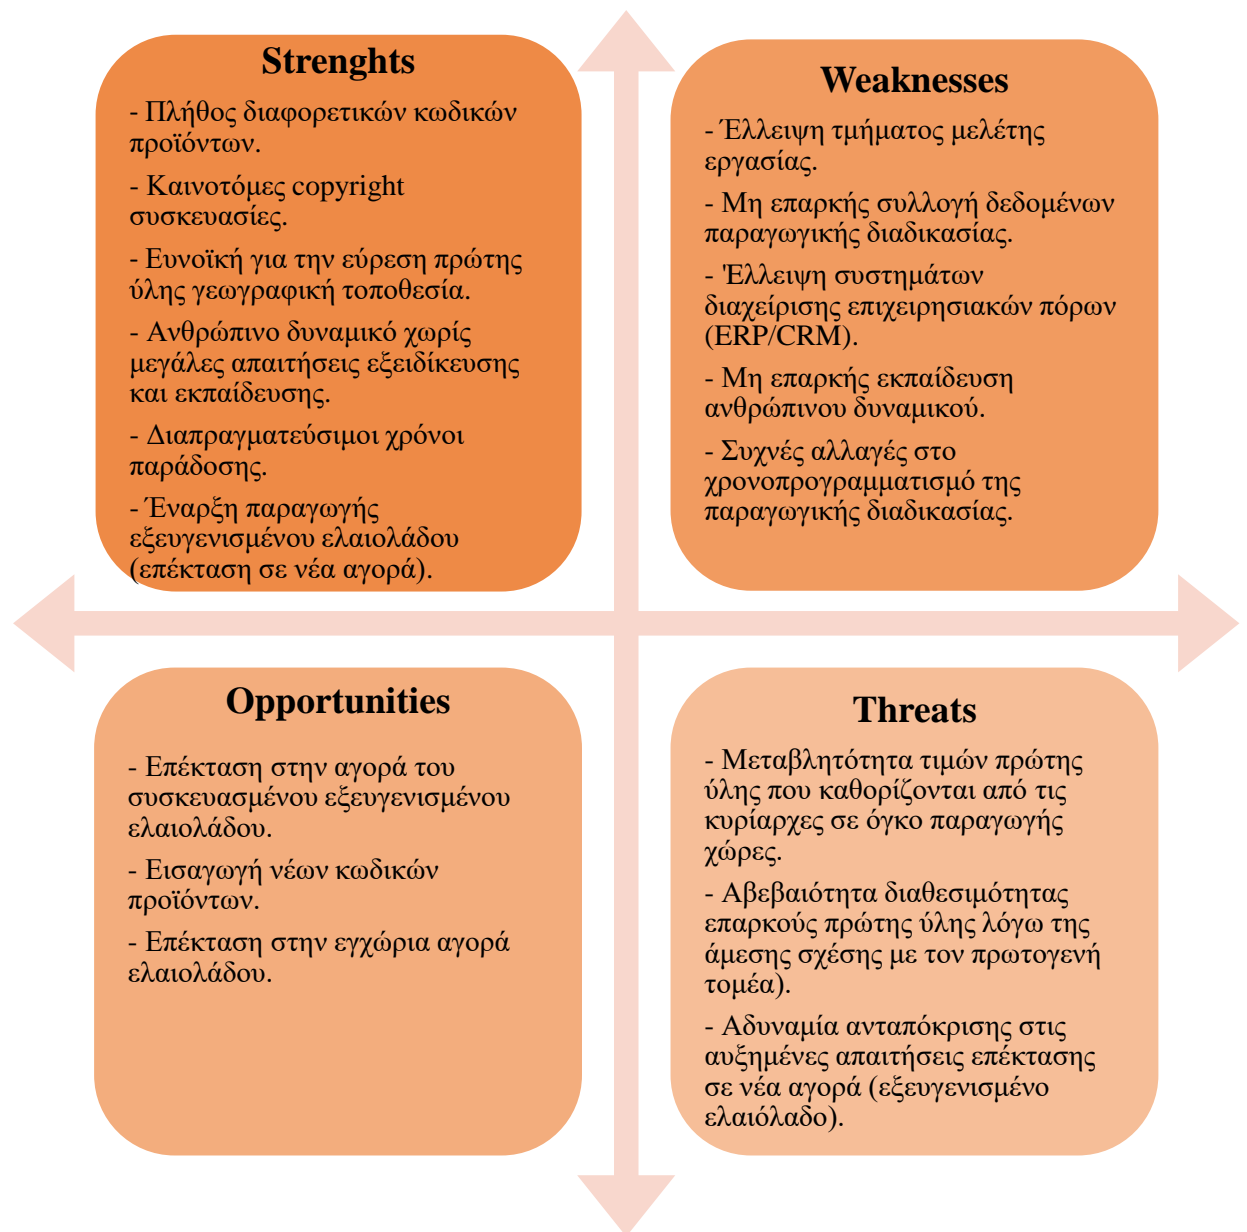 Strenghts
- Πλήθος διαφορετικών κωδικών
προϊόντων.
- Καινοτόμες copyright
συσκευασίες.
- Ευνοϊκή για την εύρεση πρώτης
ύλης γεωγραφική τοποθεσία.
- Ανθρώπινο δυναμικό χωρίς
μεγάλες απαιτήσεις εξειδίκευσης
και εκπαίδευσης.
- Διαπραγματεύσιμοι χρόνοι
παράδοσης.
- Έναρξη παραγωγής
εξευγενισμένου ελαιολάδου
(επέκταση σε νέα αγορά).
Weaknesses
- Έλλειψη τμήματος μελέτης
εργασίας.
- Μη επαρκής συλλογή δεδομένων
παραγωγικής διαδικασίας.
- 'Έλλειψη συστημάτων
διαχείρισης επιχειρησιακών πόρων
(ERP/CRM).
- Μη επαρκής εκπαίδευση
ανθρώπινου δυναμικού.
- Συχνές αλλαγές στο
χρονοπρογραμματισμό της
παραγωγικής διαδικασίας.
Opportunities
- Επέκταση στην αγορά του
συσκευασμένου εξευγενισμένου
ελαιολάδου.
- Εισαγωγή νέων κωδικών
προϊόντων.
- Επέκταση στην εγχώρια αγορά
ελαιολάδου.
Threats
- Μεταβλητότητα τιμών πρώτης
ύλης που καθορίζονται από τις
κυρίαρχες σε όγκο παραγωγής
χώρες.
- Αβεβαιότητα διαθεσιμότητας
επαρκούς πρώτης ύλης λόγω της
άμεσης σχέσης με τον πρωτογενή
τομέα).
- Αδυναμία ανταπόκρισης στις
αυξημένες απαιτήσεις επέκτασης
σε νέα αγορά (εξευγενισμένο
ελαιόλαδο).